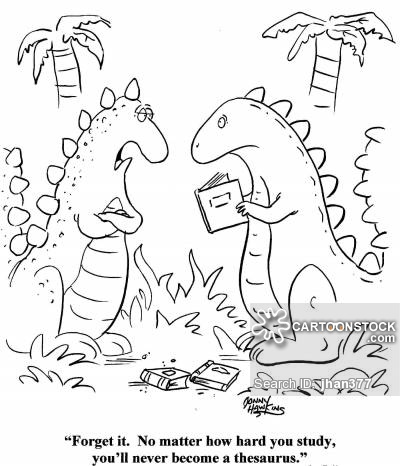 CARTOONSTOCK
.com
Search ID: jhan377
JONNY
HAWKINS
“Forget it. No matter how hard you study,
you’ll never become a thesaurus.”